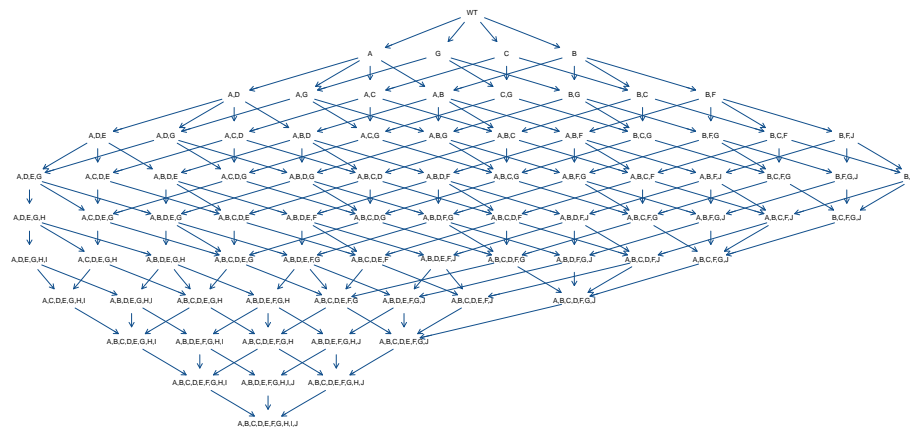 WT
A G C B
A,D A,G A,C A,B C,G B,G B,C B,F
A,D,E A,D,G A,C,D A,B,D A,C,G A,B,G A,B,C A,B,F B,C,G B,F,G B,C,F B,F,J
A,D,E,G A,C,D,E A,B,D,E A,C,D,G A,B,D,G A,B,C,D A,B,D,F A,B,C,G A,B,F,G A,B,C,F A,B,F,J B,C,F,G B,F,G,J B,
A,D,E,G,H A,C,D,E,G A,B,D,E,G A,B,C,D,E A,B,D,E,F A,B,C,D,G A,B,D,F,G A,B,C,D,F A,B,D,F,J A,B,C,F,G A,B,F,G,J A,B,C,F,J B,C,F,G,J
A,D,E,G,H,I A,C,D,E,G,H A,B,D,E,G,H A,B,C,D,E,G A,B,D,E,F,G A,B,C,D,E,F A,B,D,E,F,J A,B,C,D,F,G A,B,D,F,G,J A,B,C,D,F,J A,B,C,F,G,J
A,C,D,E,G,H,I A,B,D,E,G,H,I A,B,C,D,E,G,H A,B,D,E,F,G,H A,B,C,D,E,F,G A,B,D,E,F,G,J A,B,C,D,E,F,J A,B,C,D,F,G,J
A,B,C,D,E,G,H,I A,B,D,E,F,G,H,I A,B,C,D,E,F,G,H A,B,D,E,F,G,H,J A,B,C,D,E,F,G,J
A,B,C,D,E,F,G,H,I A,B,D,E,F,G,H,I,J A,B,C,D,E,F,G,H,J
A,B,C,D,E,F,G,H,I,J